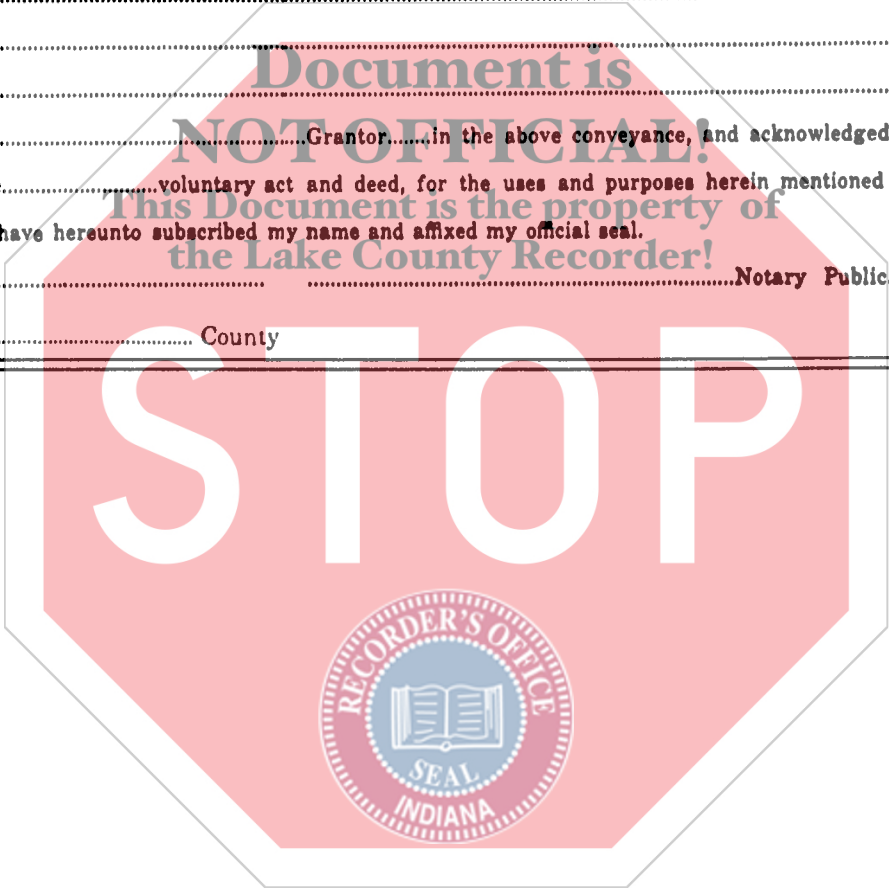 Document is
NOT OFFICIAL!
Grantor........in the above conveyance, and acknowledged
voluntary act and deed, for the uses and purposes herein mentioned
This Document is the property of
have hereunto subscribed my name and affixed my official seal.
the Lake County Recorder!
Notary Public
County
STOP
RECORDER'S OFFICE
SEAL
INDIANA